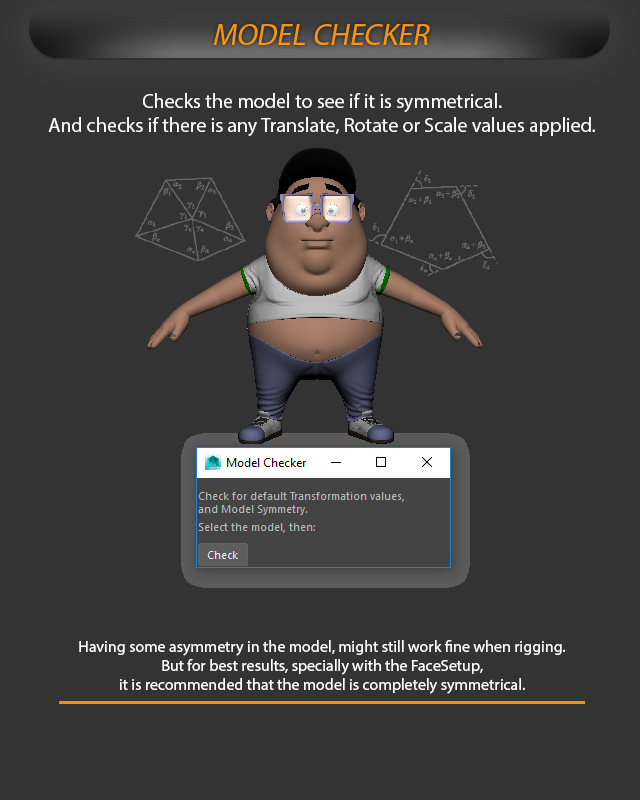 MODEL CHECKER
Checks the model to see if it is symmetrical.
And checks if there is any Translate, Rotate or Scale values applied.
Model Checker
Check for default Transformation values,
and Model Symmetry.
Select the model, then:
Check
Having some asymmetry in the model, might still work fine when rigging.
But for best results, specially with the FaceSetup,
it is recommended that the model is completely symmetrical.